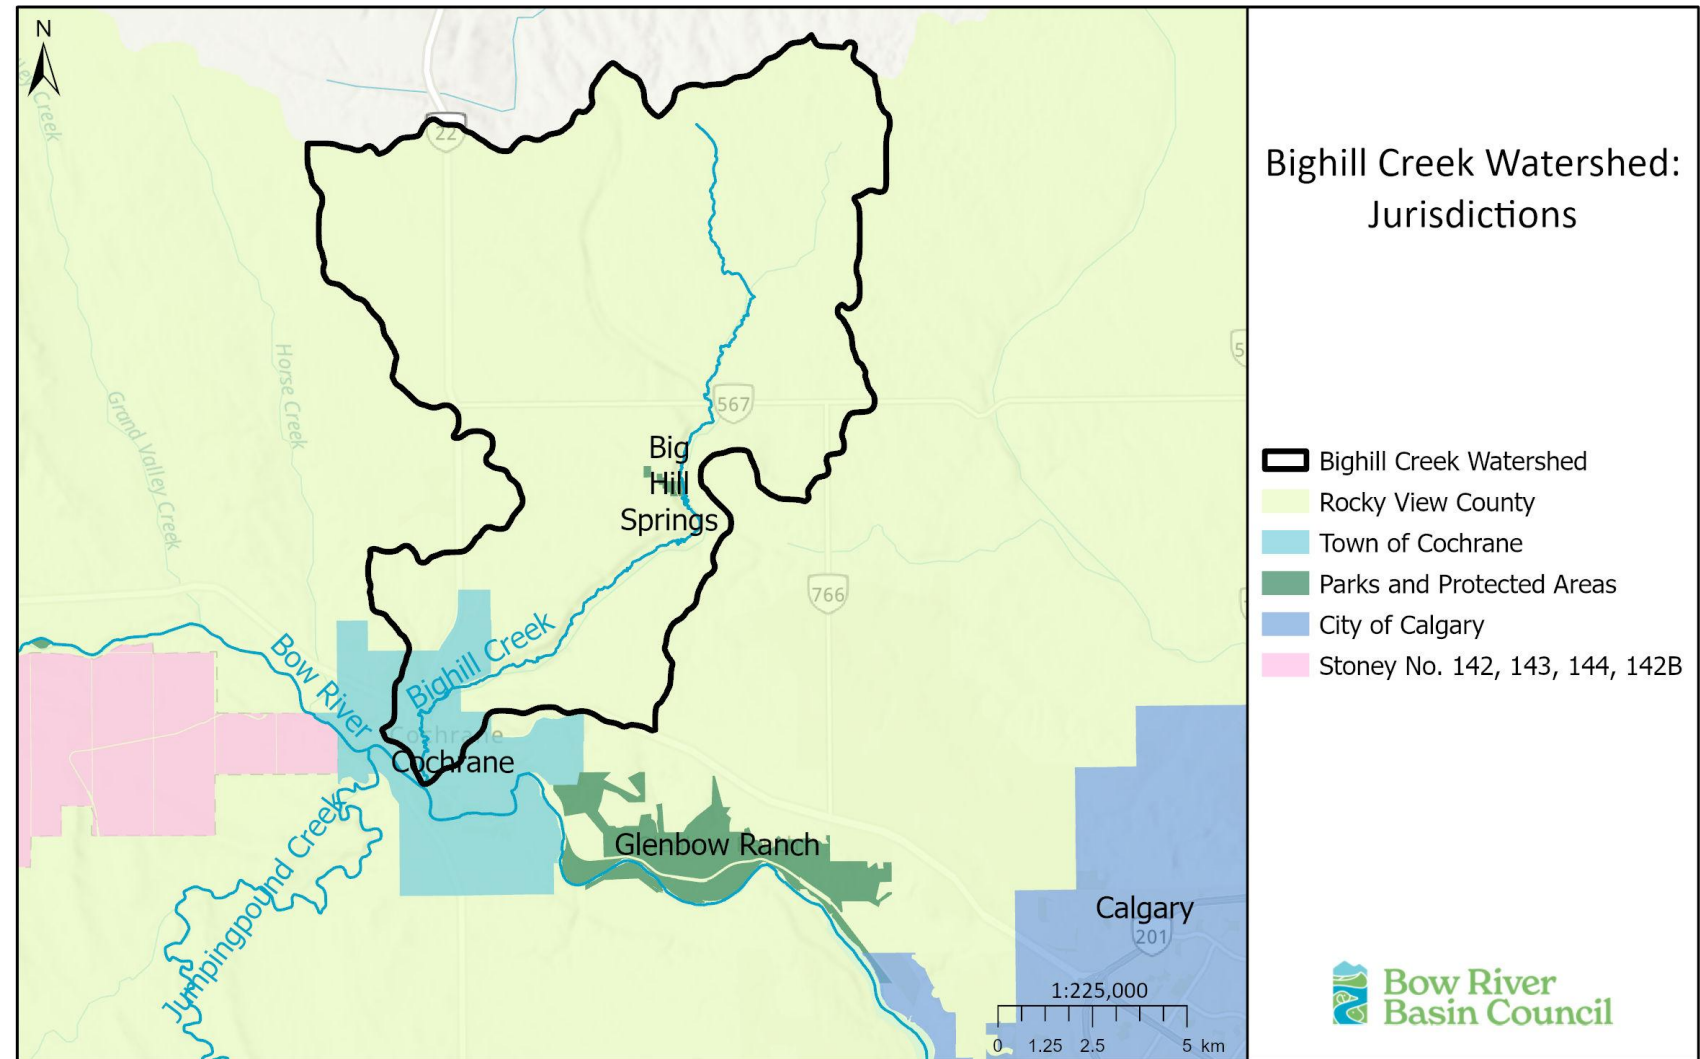 N
Creek
22
Horse Creek
Grand Valley Creek
567
Big
Hill
Springs
766
Bow River
Bighill Creek
Cochrane
Cochrane
Jumpingpound Creek
Glenbow Ranch
Calgary
201
1:225,000
0 1.25 2.5 5 km
Bighill Creek Watershed:
Jurisdictions
Bighill Creek Watershed
Rocky View County
Town of Cochrane
Parks and Protected Areas
City of Calgary
Stoney No. 142, 143, 144, 142B
Bow River
Basin Council